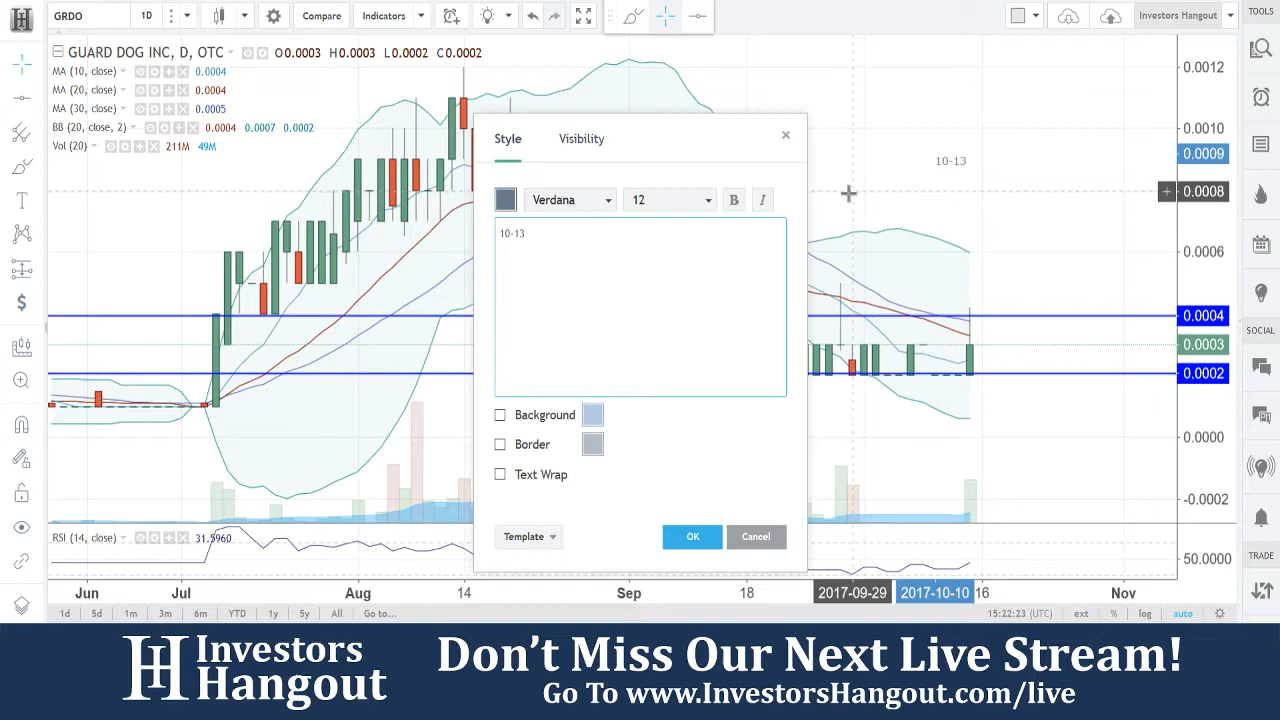 GRDO 1D Compare Indicators Investors Hangout TOOLS
GUARD DOG INC, D, OTC O0.0003 H0.0003 L0.0002 C0.0002
MA (10, close) 0.0004
MA (20, close) 0.0004
MA (30, close) 0.0005
BB (20, close, 2) 0.0004 0.0007 0.0002
Vol (20) 211M 49M
Style Visibility ×
Verdana 12 B I
10-13
Background
Border
Text Wrap
Template OK Cancel
10-13
0.0012
0.0010
0.0009
0.0008
0.0006
0.0004
0.0003
0.0002
0.0000
-0.0002
50.0000
SOCIAL
TRADE
RSI (14, close) 31.5960
Jun Jul Aug 14 Sep 18 2017-09-29 2017-10-10 16 Nov
1d 5d 1m 3m 6m YTD 1y 5y All Go to... 15:22:23 (UTC) ext % log auto
Investors
Hangout
Don't Miss Our Next Live Stream!
Go To www.InvestorsHangout.com/live